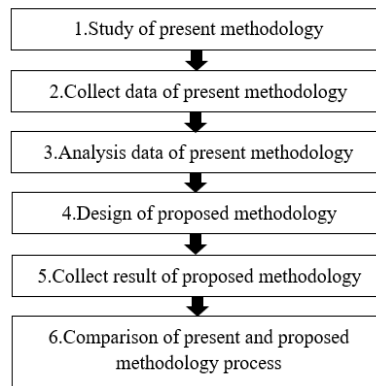 1.Study of present methodology
2.Collect data of present methodology
3.Analysis data of present methodology
4.Design of proposed methodology
5.Collect result of proposed methodology
6.Comparison of present and proposed
methodology process